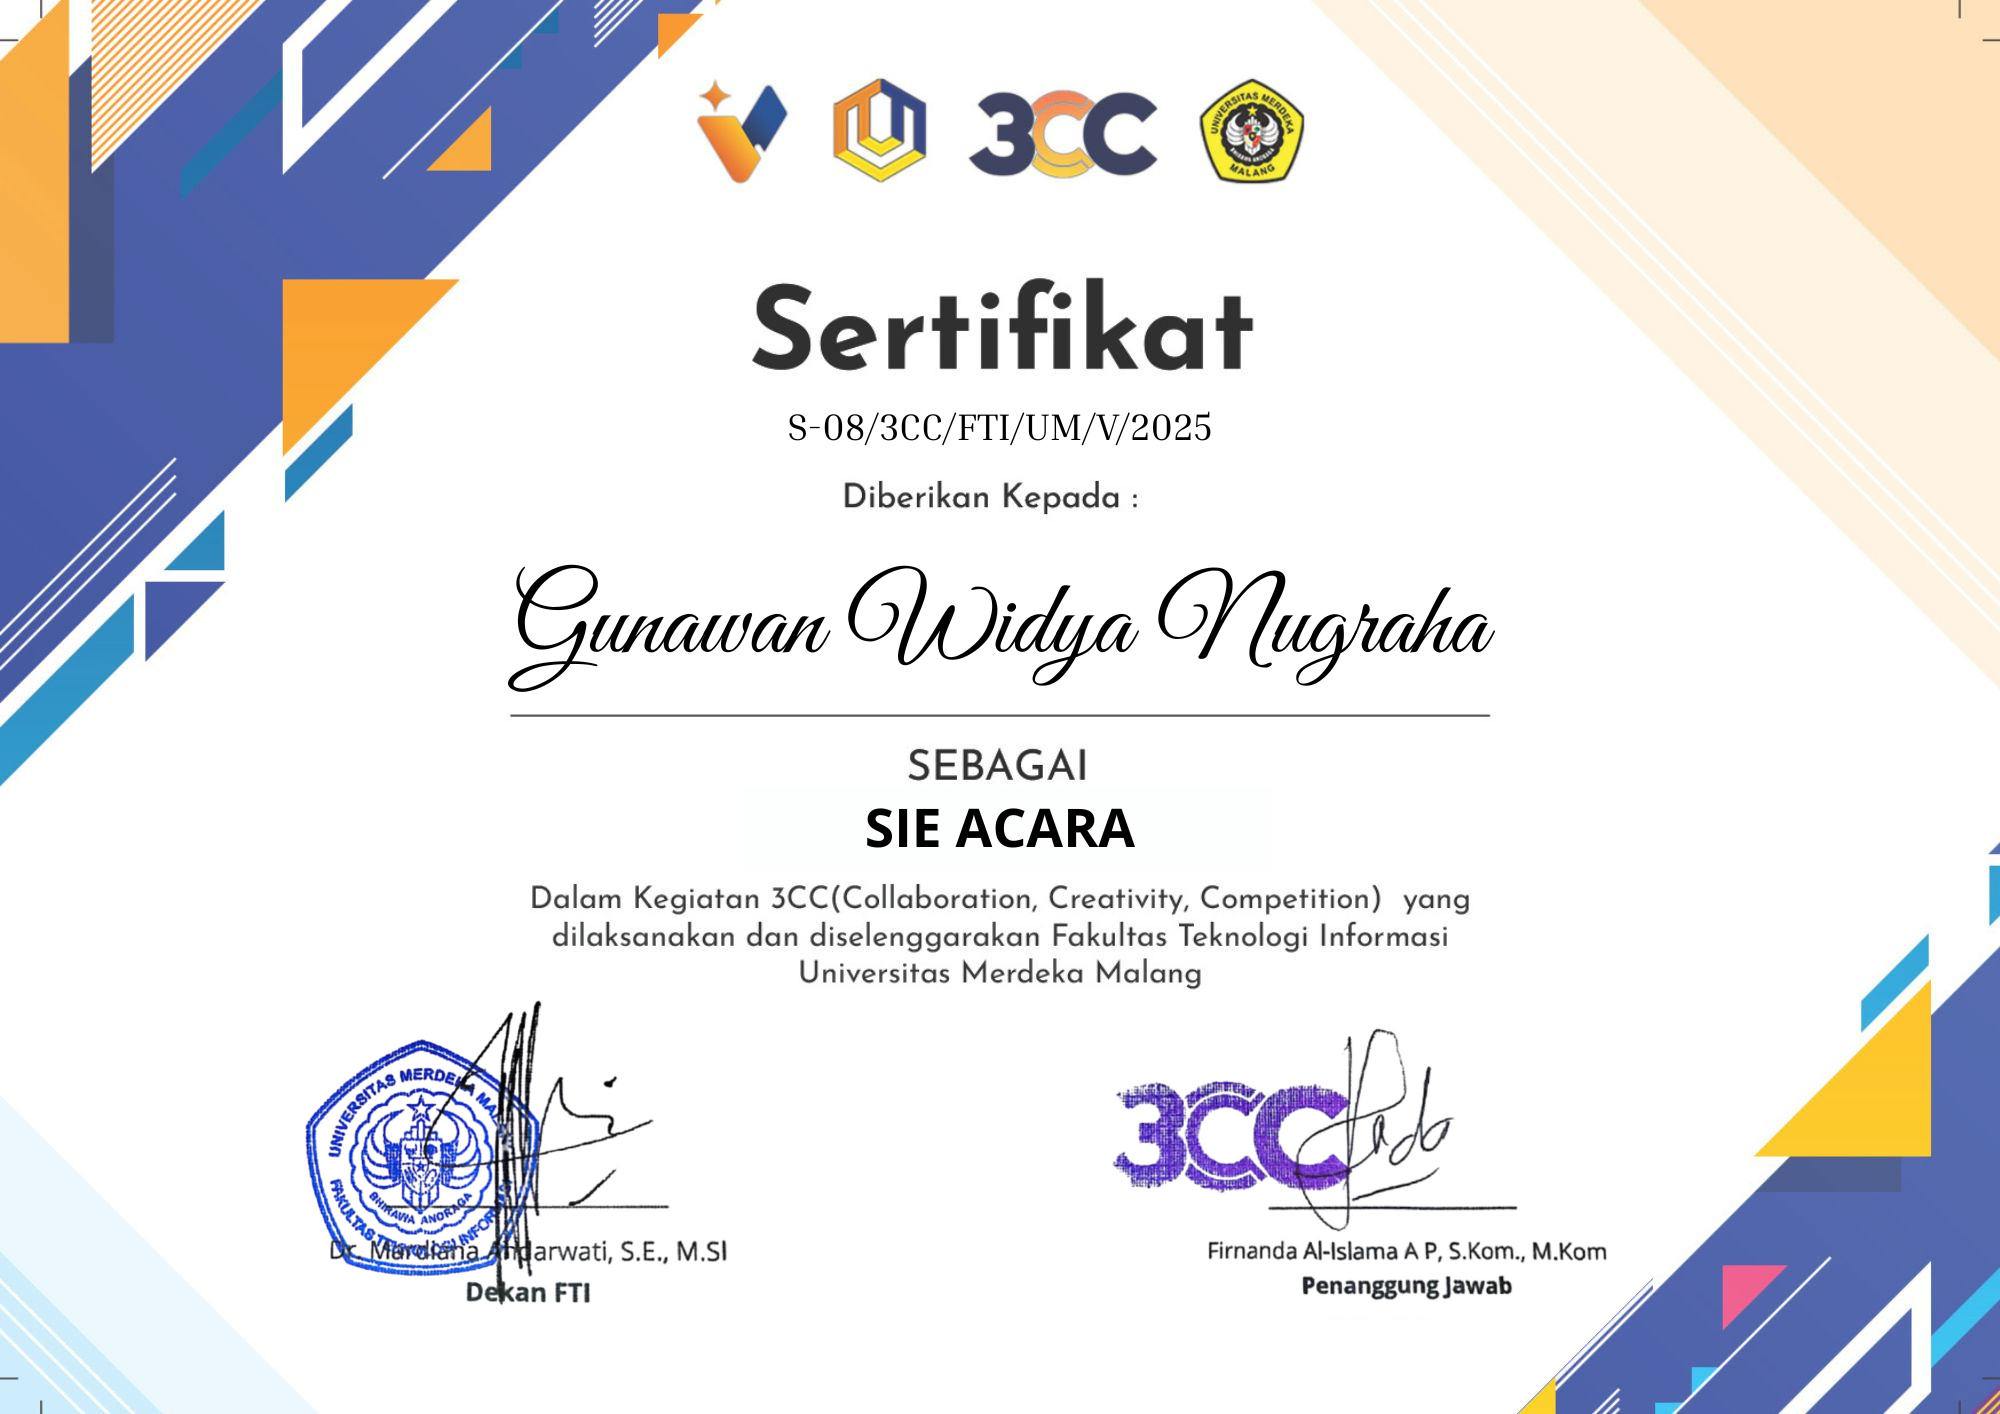 3CC
UNIVERSITAS MERDEKA
MALANG
Sertifikat
S-08/3CC/FTI/UM/V/2025
Diberikan Kepada :
Gunawan Widya Nugraha
SEBAGAI
SIE ACARA
Dalam Kegiatan 3CC(Collaboration, Creativity, Competition) yang
dilaksanakan dan diselenggarakan Fakultas Teknologi Informasi
Universitas Merdeka Malang
UNIVERSITAS MERDEKA
BHIRAWA ANORAGA
FAKULTAS TEKNOLOGI INFORMASI
Dr. Mardiana Andarwati, S.E., M.SI
Dekan FTI
3CC
Firnanda Al-Islama A P, S.Kom., M.Kom
Penanggung Jawab